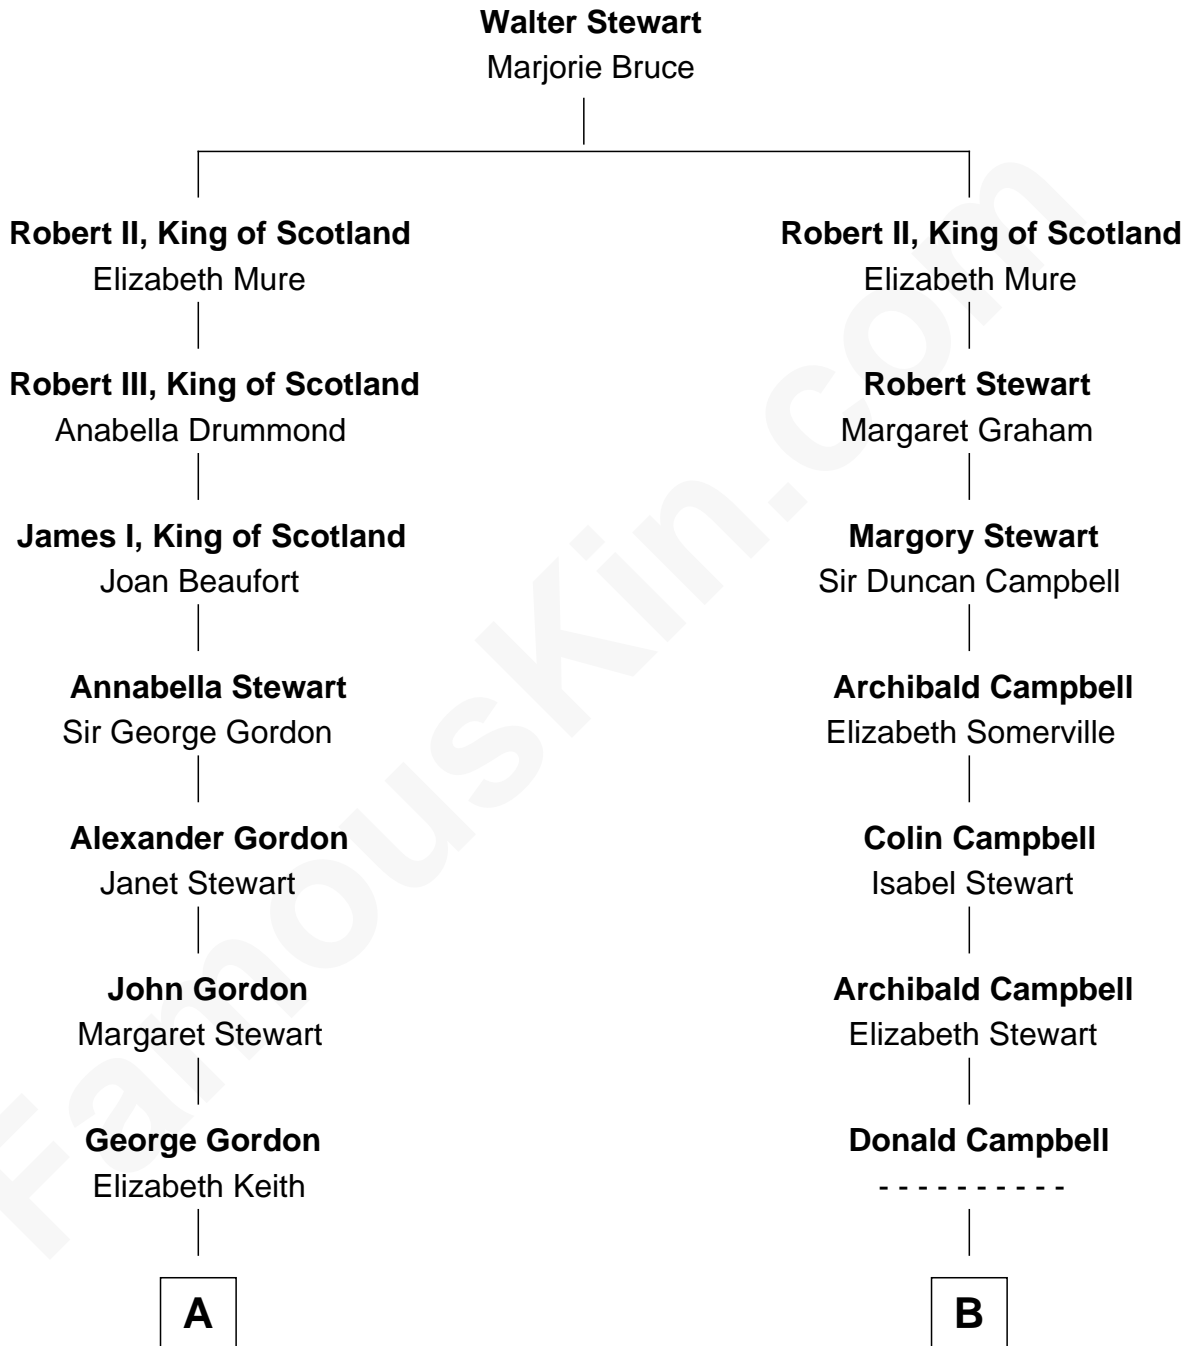 Walter Stewart
Marjorie Bruce
Robert II, King of Scotland
Elizabeth Mure
Robert II, King of Scotland
Elizabeth Mure
Robert III, King of Scotland
Anabella Drummond
Robert Stewart
Margaret Graham
James I, King of Scotland
Joan Beaufort
Margory Stewart
Sir Duncan Campbell
Annabella Stewart
Sir George Gordon
Archibald Campbell
Elizabeth Somerville
Alexander Gordon
Janet Stewart
Colin Campbell
Isabel Stewart
John Gordon
Margaret Stewart
Archibald Campbell
Elizabeth Stewart
George Gordon
Elizabeth Keith
Donald Campbell
- - - - - - - - - -
A
B
FamousKin.com